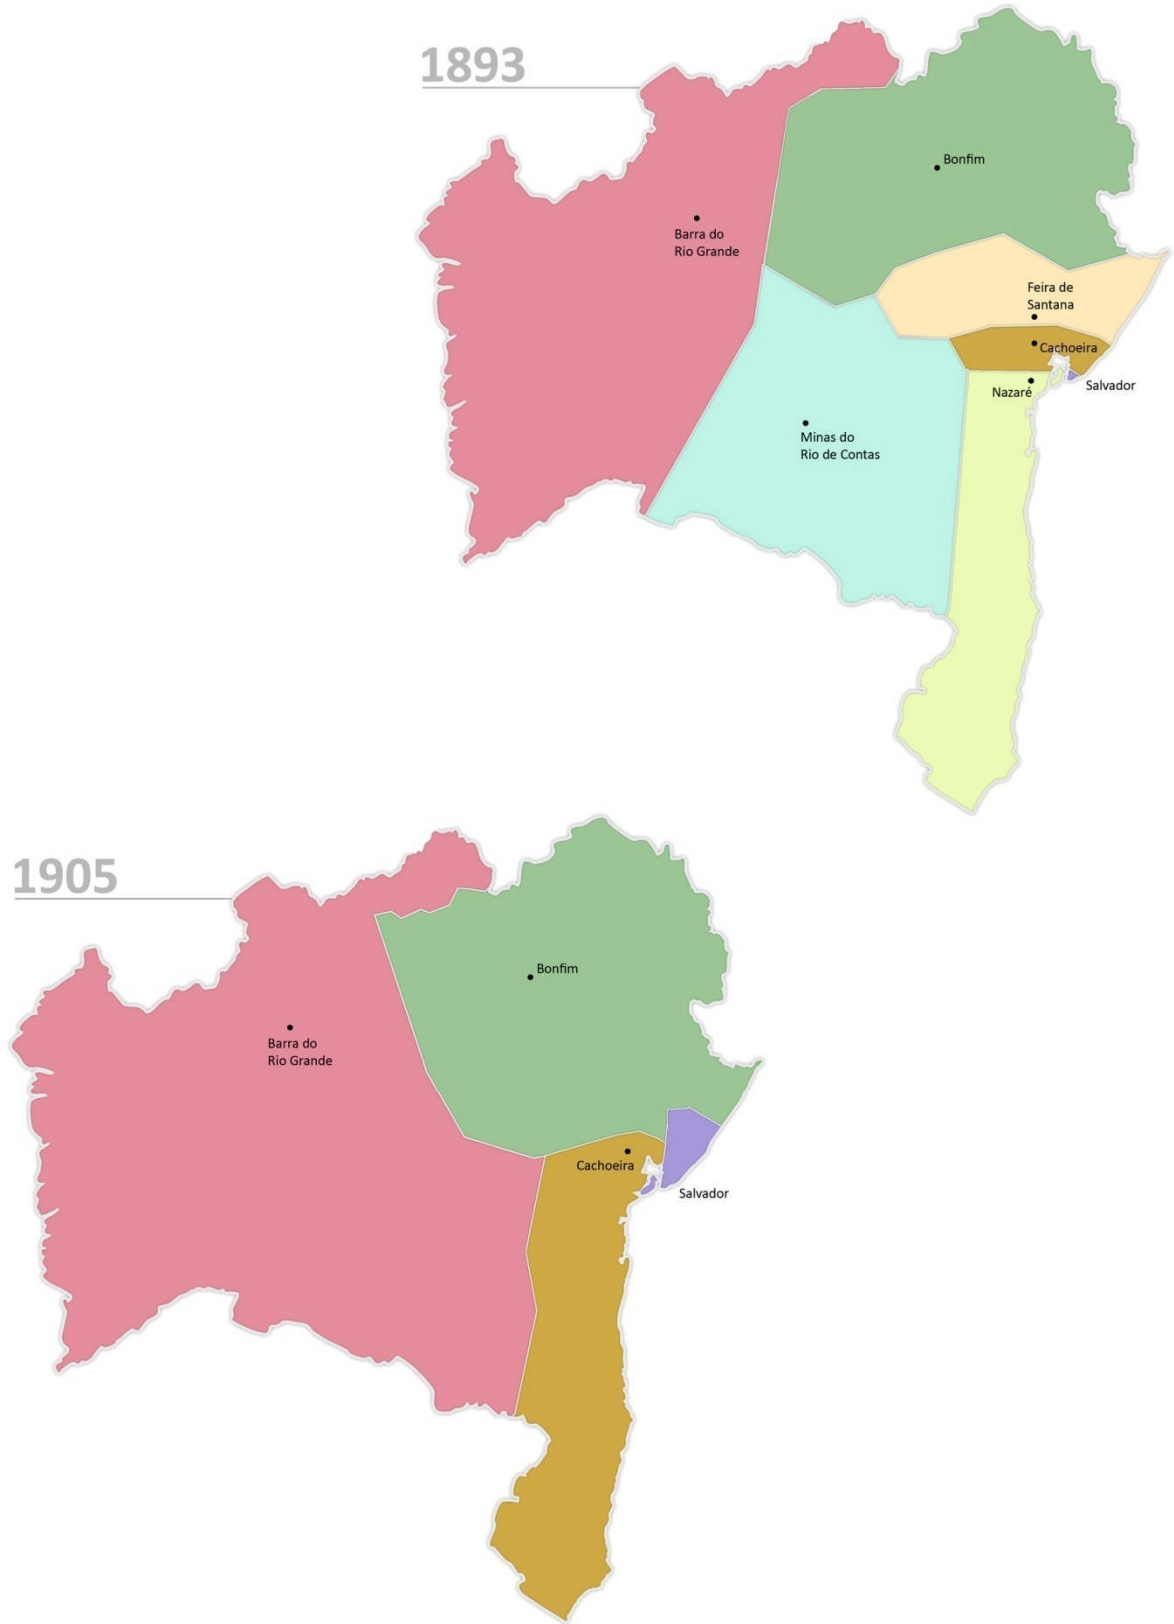 1893
Bonfim
Barra do
Rio Grande
Feira de
Santana
Cachoeira
Salvador
Nazaré
Minas do
Rio de Contas
1905
Bonfim
Barra do
Rio Grande
Cachoeira
Salvador